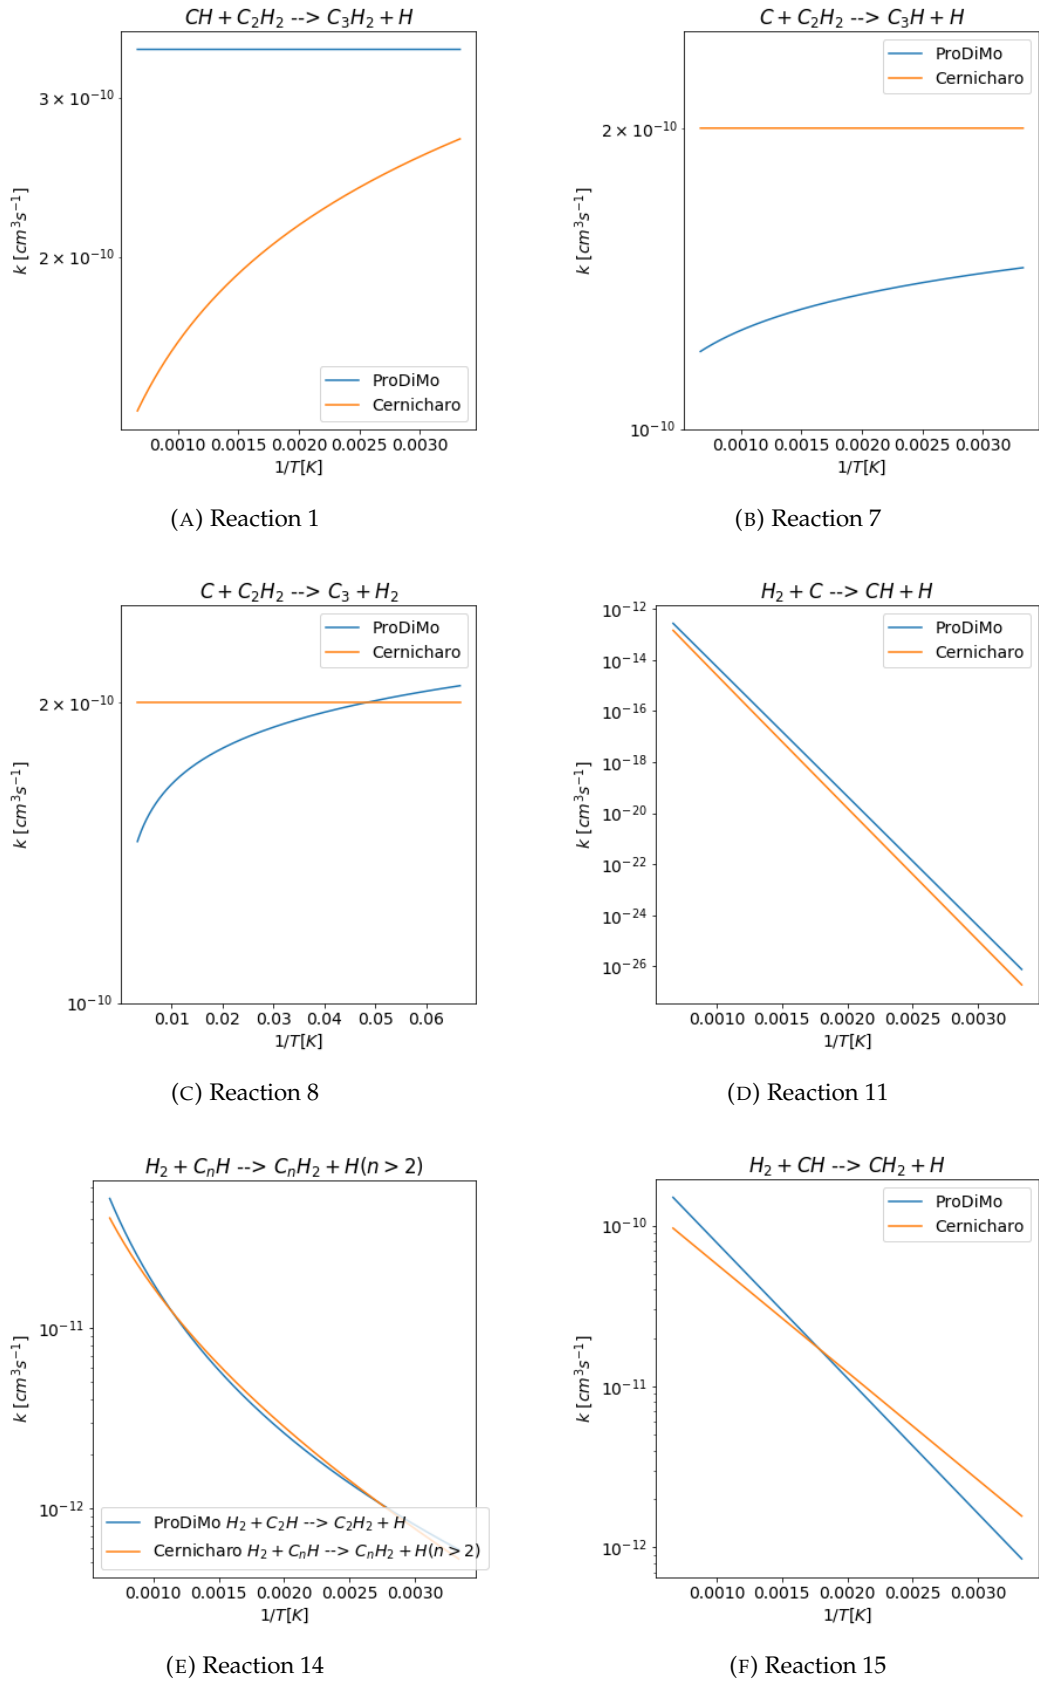 CH + C₂H₂ --> C₃H₂ + H
3 × 10⁻¹⁰
2 × 10⁻¹⁰
k [cm³s⁻¹]
ProDiMo
Cernicharo
0.0010 0.0015 0.0020 0.0025 0.0030
1/T[K]
(A) Reaction 1
C + C₂H₂ --> C₃H + H
ProDiMo
Cernicharo
2 × 10⁻¹⁰
k [cm³s⁻¹]
10⁻¹⁰
0.0010 0.0015 0.0020 0.0025 0.0030
1/T[K]
(B) Reaction 7
C + C₂H₂ --> C₃ + H₂
ProDiMo
Cernicharo
2 × 10⁻¹⁰
k [cm³s⁻¹]
10⁻¹⁰
0.01 0.02 0.03 0.04 0.05 0.06
1/T[K]
(C) Reaction 8
H₂ + C --> CH + H
10⁻¹²
ProDiMo
Cernicharo
10⁻¹⁴
10⁻¹⁶
10⁻¹⁸
k [cm³s⁻¹]
10⁻²⁰
10⁻²²
10⁻²⁴
10⁻²⁶
0.0010 0.0015 0.0020 0.0025 0.0030
1/T[K]
(D) Reaction 11
H₂ + CₙH --> CₙH₂ + H(n > 2)
10⁻¹¹
k [cm³s⁻¹]
10⁻¹²
ProDiMo H₂ + C₂H --> C₂H₂ + H
Cernicharo H₂ + CₙH --> CₙH₂ + H(n > 2)
0.0010 0.0015 0.0020 0.0025 0.0030
1/T[K]
(E) Reaction 14
H₂ + CH --> CH₂ + H
ProDiMo
Cernicharo
10⁻¹⁰
k [cm³s⁻¹]
10⁻¹¹
10⁻¹²
0.0010 0.0015 0.0020 0.0025 0.0030
1/T[K]
(F) Reaction 15